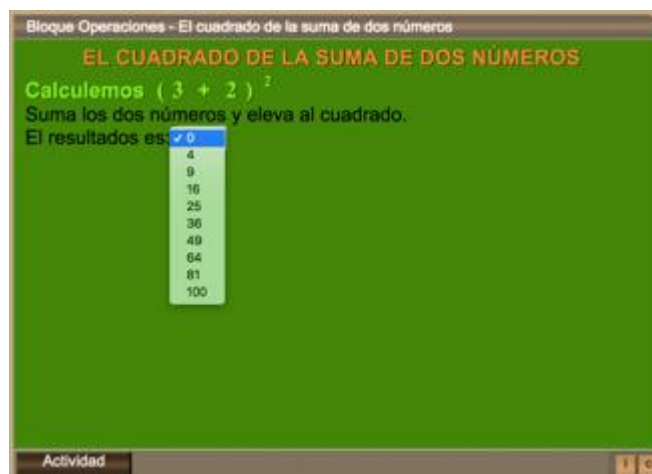 Bloque Operaciones - El cuadrado de la suma de dos números
EL CUADRADO DE LA SUMA DE DOS NÚMEROS
Calculemos ( 3 + 2 ) 2
Suma los dos números y eleva al cuadrado.
El resultados es: ✓ 0
4
9
16
25
36
49
64
81
100
Actividad